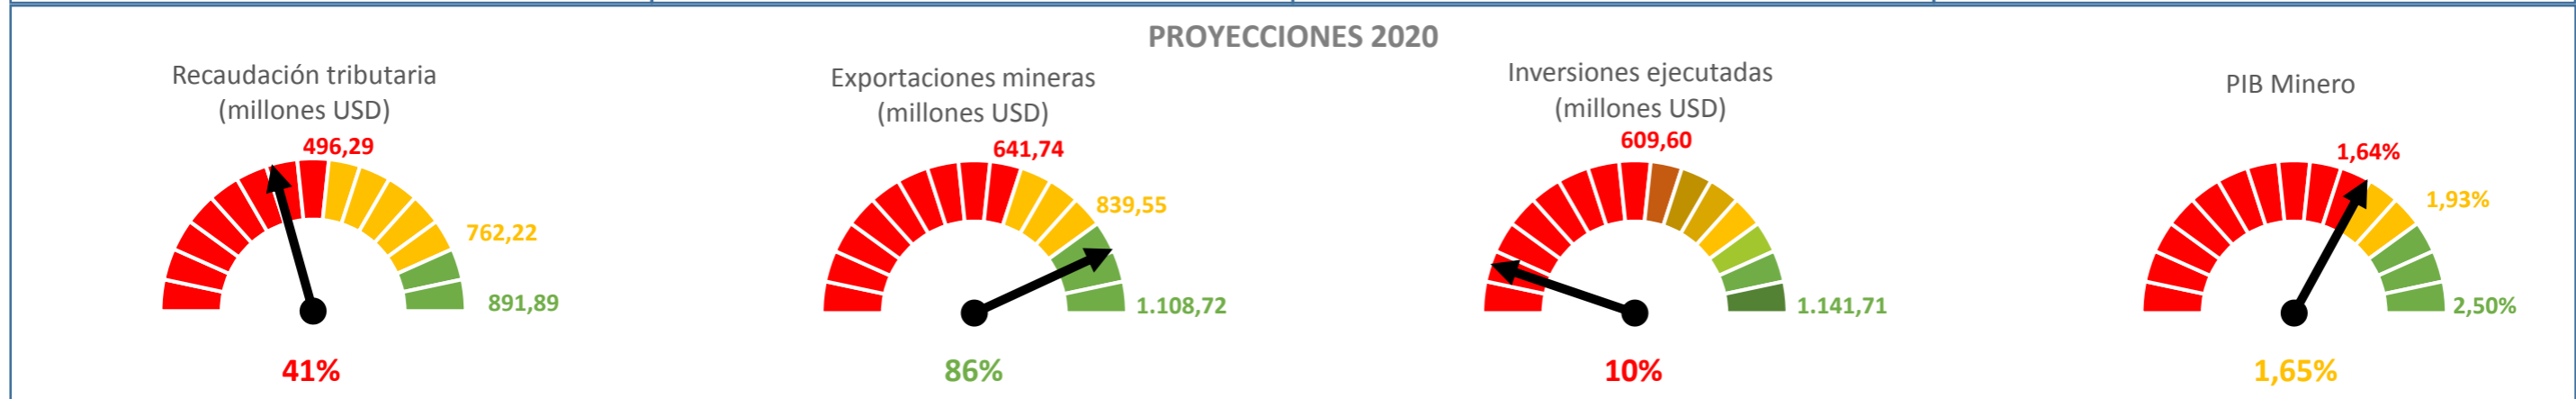 PROYECCIONES 2020
Recaudación tributaria
(millones USD)
496,29
762,22
891,89
41%
Exportaciones mineras
(millones USD)
641,74
839,55
1.108,72
86%
Inversiones ejecutadas
(millones USD)
609,60
1.141,71
10%
PIB Minero
1,64%
1,93%
2,50%
1,65%